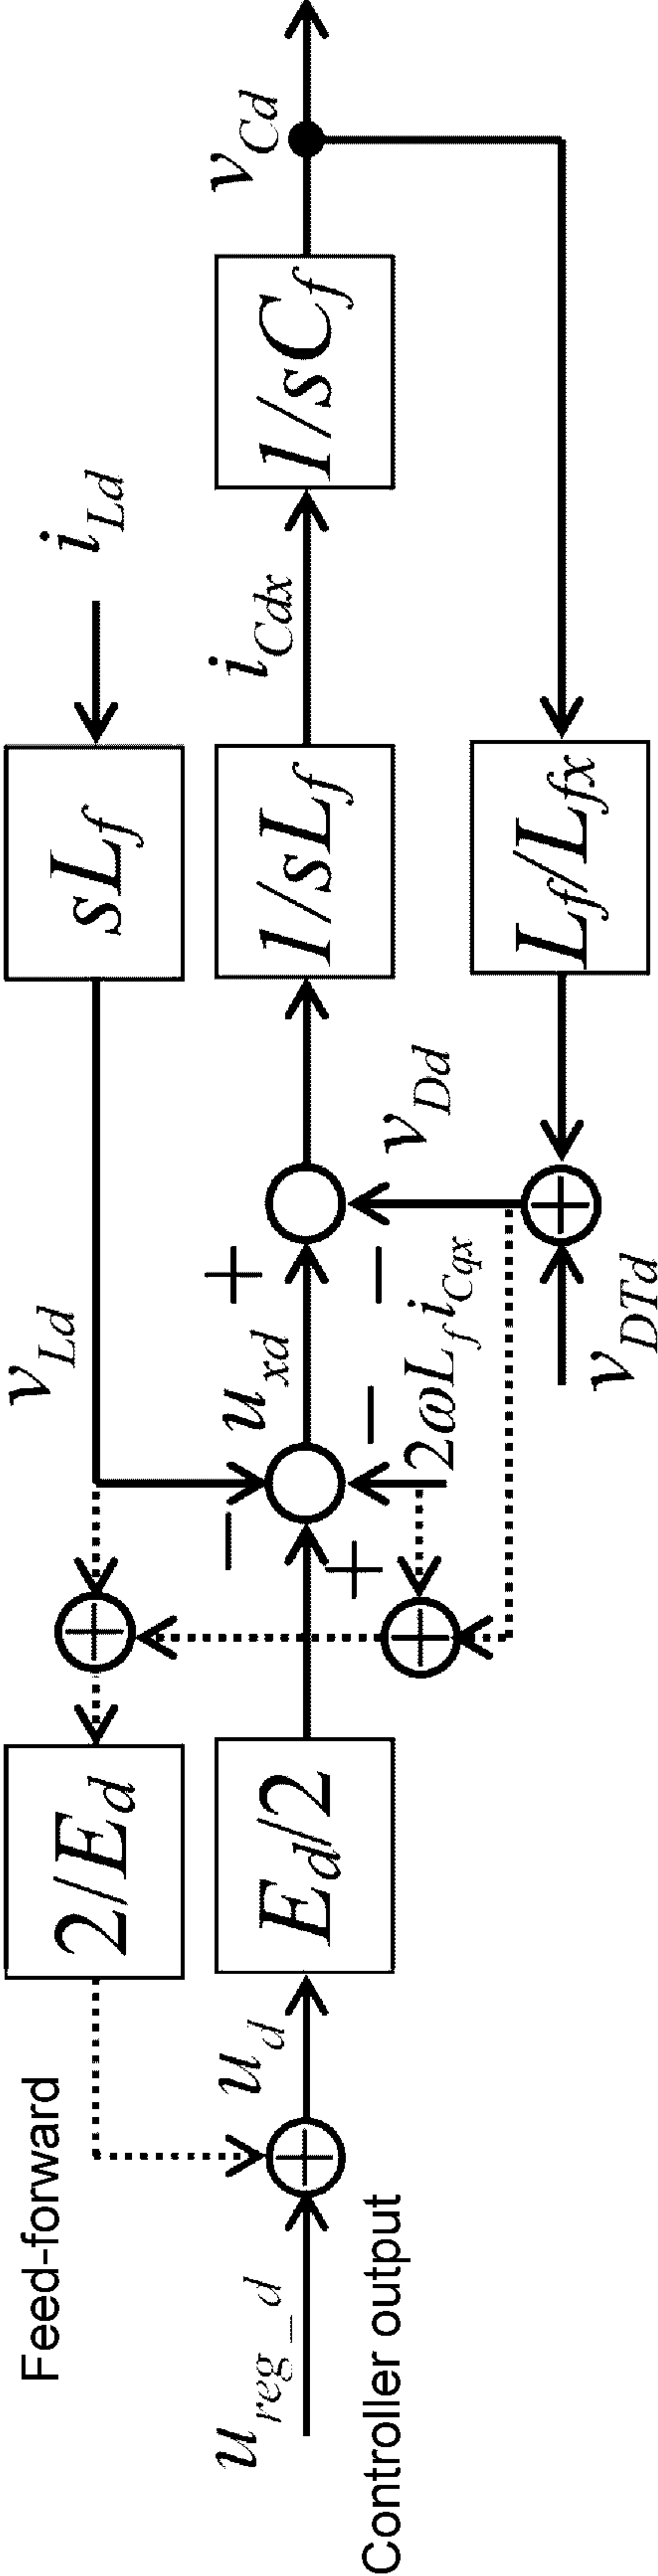 Feed-forward
2/E_d
v_Ld
sL_f
i_Ld
u_reg_d
Controller output
u_d
E_d/2
+
−
u_xd
+
1/sL_f
i_Cdx
1/sC_f
v_Cd
−
2ωL_f i_Cqx
−
v_Dd
v_DTd
L_f/L_fx